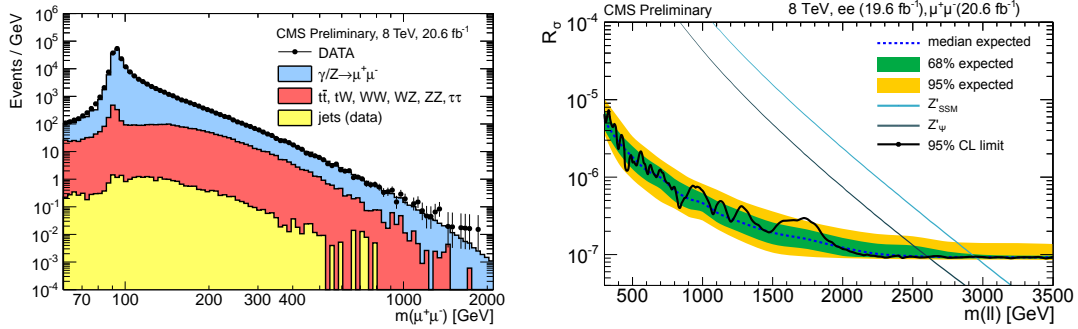 CMS Preliminary, 8 TeV, 20.6 fb⁻¹
DATA
γ/Z→μ⁺μ⁻
tt̄, tW, WW, WZ, ZZ, ττ
jets (data)
Events / GeV
10⁶
10⁵
10⁴
10³
10²
10
1
10⁻¹
10⁻²
10⁻³
10⁻⁴
70 100 200 300 400 1000 2000
m(μ⁺μ⁻) [GeV]
CMS Preliminary 8 TeV, ee (19.6 fb⁻¹), μ⁺μ⁻(20.6 fb⁻¹)
median expected
68% expected
95% expected
Z'SSM
Z'Ψ
95% CL limit
Rσ
10⁻⁴
10⁻⁵
10⁻⁶
10⁻⁷
500 1000 1500 2000 2500 3000 3500
m(ll) [GeV]